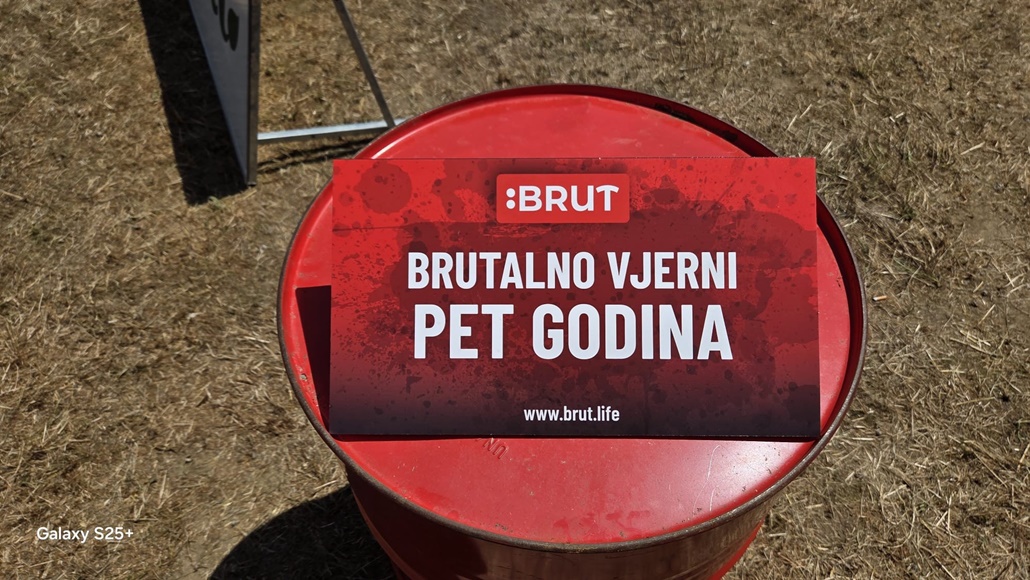 :BRUT
BRUTALNO VJERNI
PET GODINA
www.brut.life
Galaxy S25+